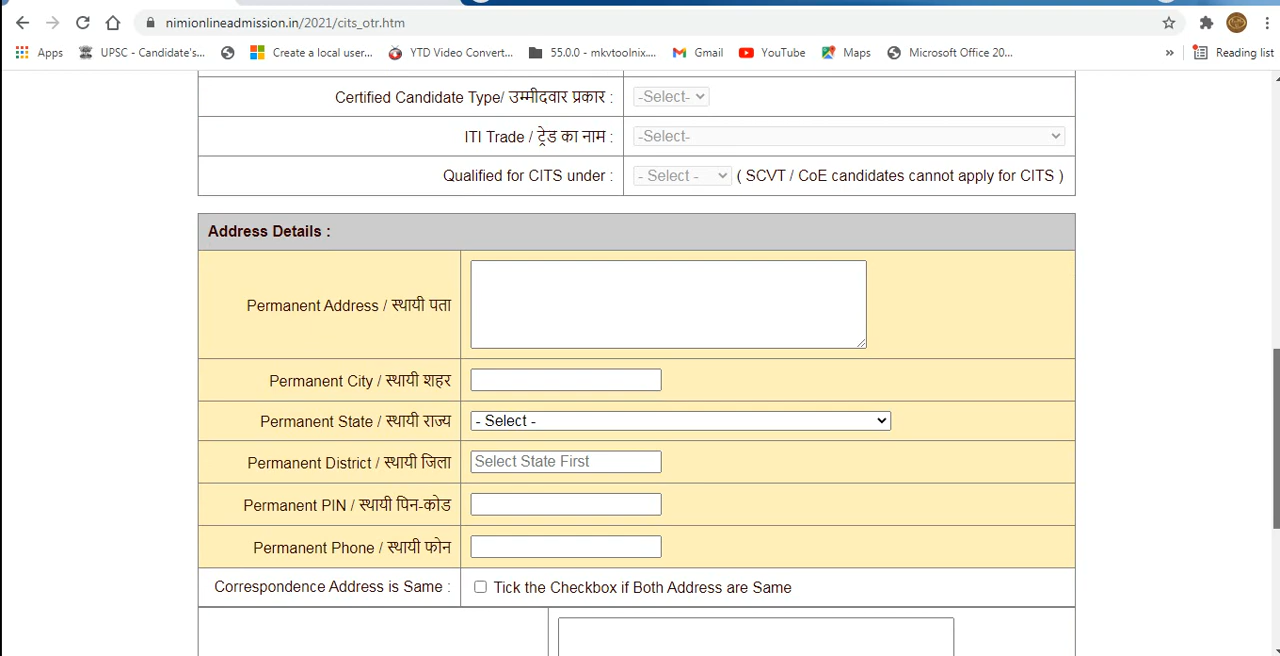 nimionlineadmission.in/2021/cits_otr.htm
Apps UPSC - Candidate's... Create a local user... YTD Video Convert... 55.0.0 - mkvtoolnix.... Gmail YouTube Maps Microsoft Office 20... » Reading list
Certified Candidate Type/ उम्मीदवार प्रकार : -Select-
ITI Trade / ट्रेड का नाम : -Select-
Qualified for CITS under : - Select - ( SCVT / CoE candidates cannot apply for CITS )
Address Details :
Permanent Address / स्थायी पता
Permanent City / स्थायी शहर
Permanent State / स्थायी राज्य - Select -
Permanent District / स्थायी जिला Select State First
Permanent PIN / स्थायी पिन-कोड
Permanent Phone / स्थायी फोन
Correspondence Address is Same : Tick the Checkbox if Both Address are Same